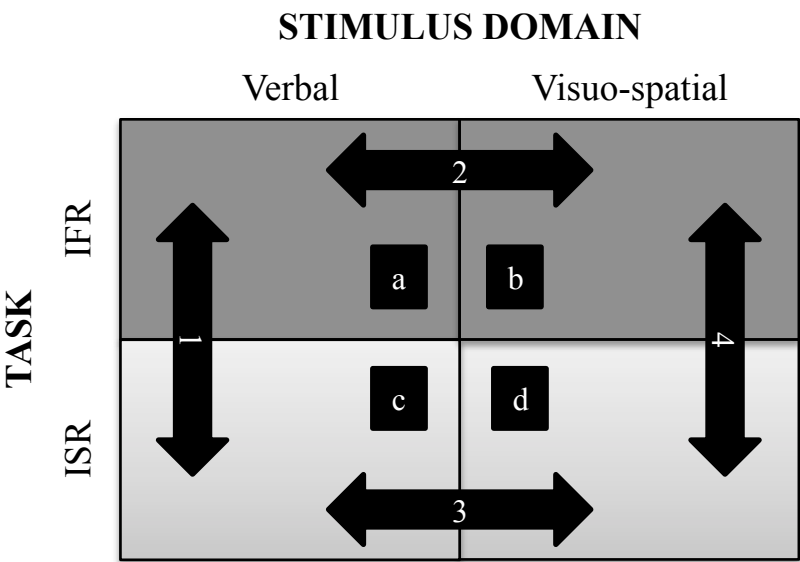 STIMULUS DOMAIN
Verbal Visuo-spatial
TASK
IFR
2
a b
1
4
c d
ISR
3